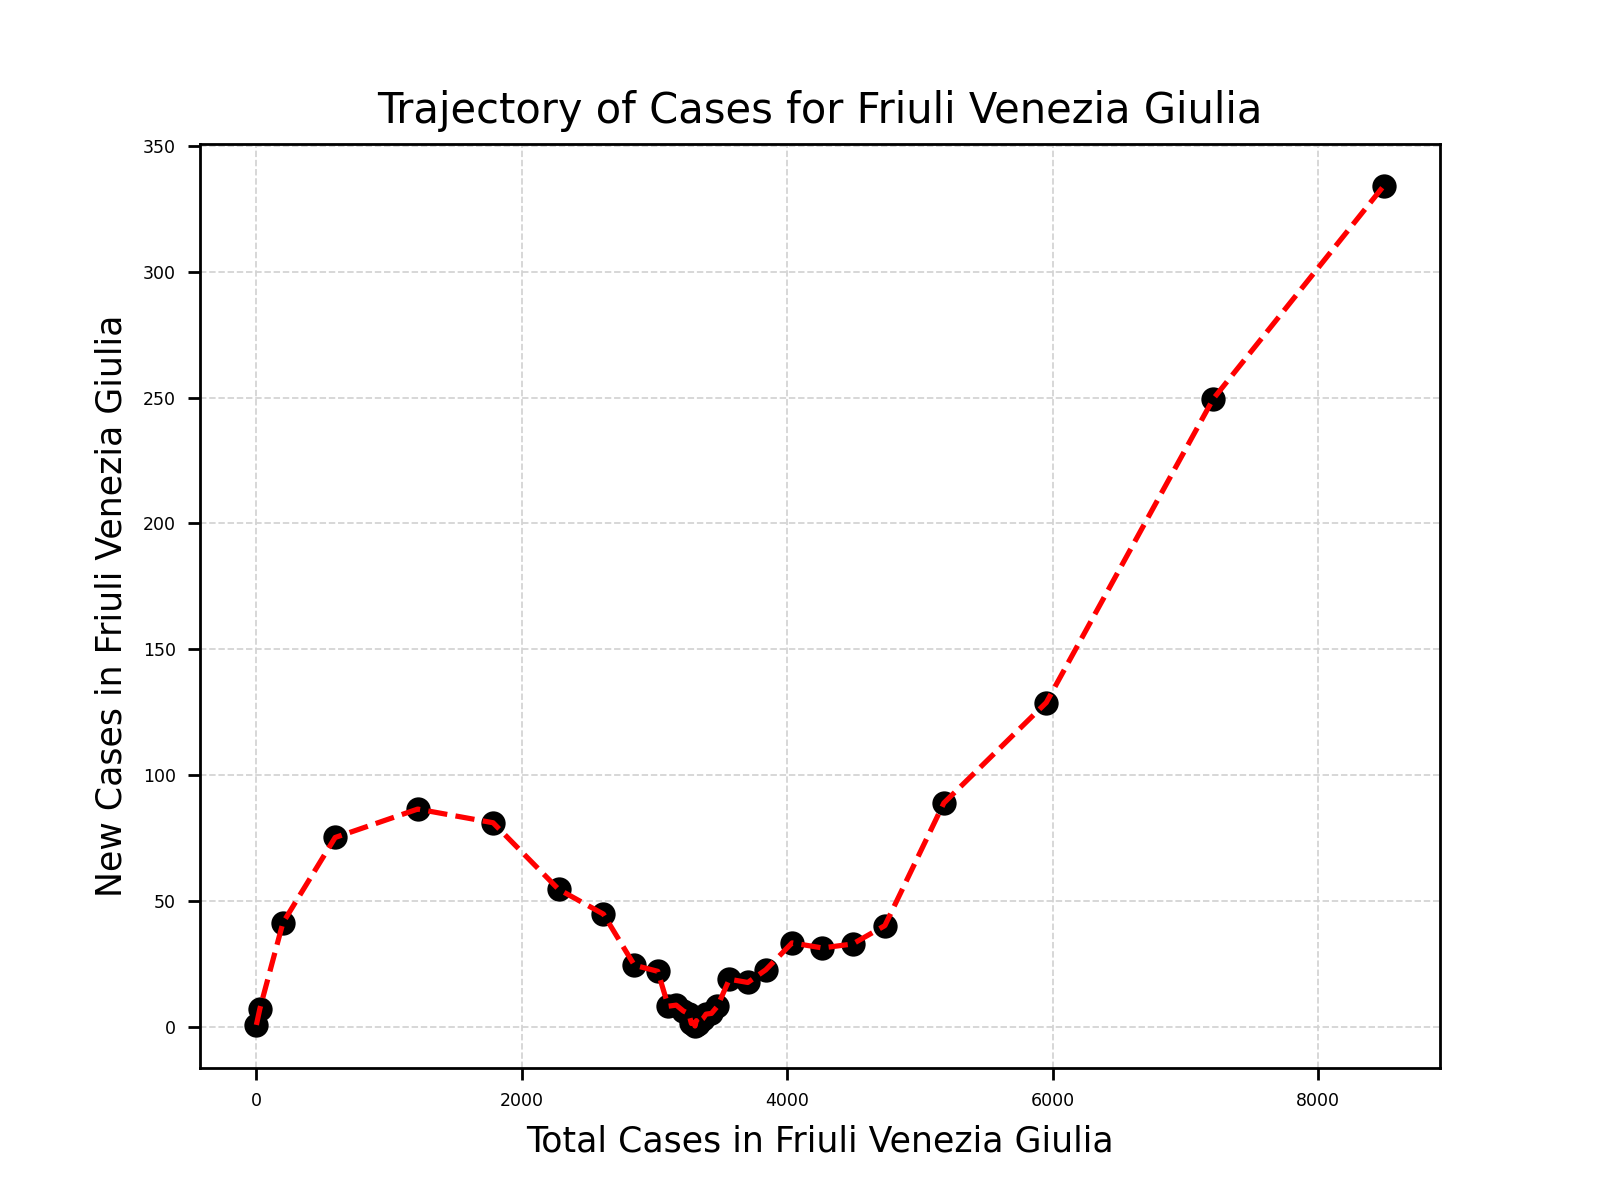 Trajectory of Cases for Friuli Venezia Giulia
350
300
250
200
150
100
50
0
New Cases in Friuli Venezia Giulia
0 2000 4000 6000 8000
Total Cases in Friuli Venezia Giulia